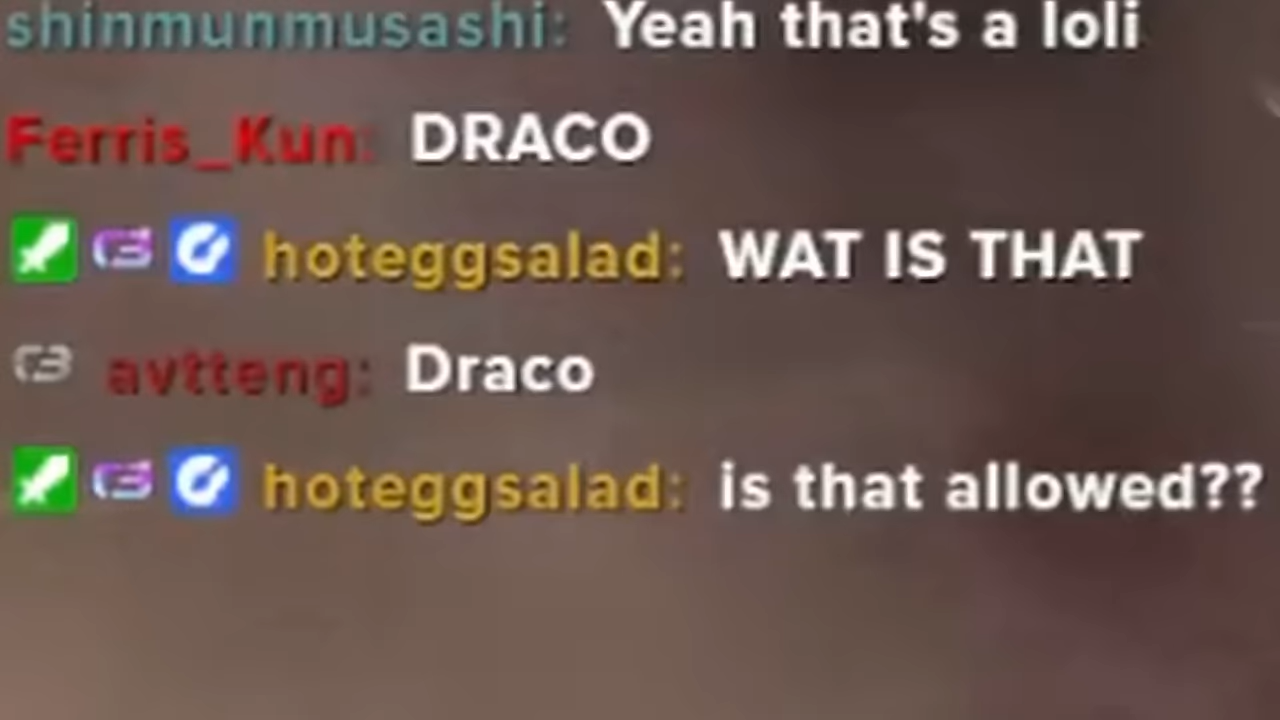 shinmunmusashi: Yeah that's a loli
Ferris_Kun: DRACO
hoteggsalad: WAT IS THAT
avtteng: Draco
hoteggsalad: is that allowed??